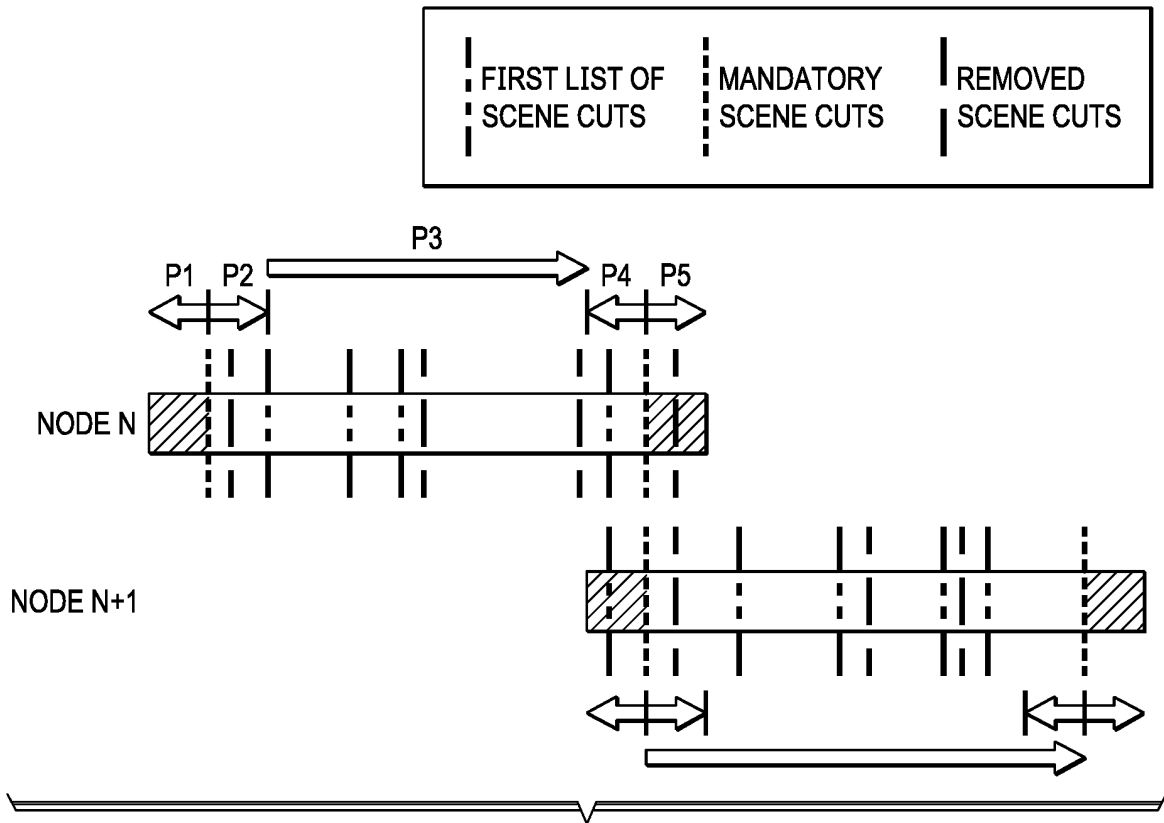 FIRST LIST OF
SCENE CUTS
MANDATORY
SCENE CUTS
REMOVED
SCENE CUTS
P3
P1
P2
P4
P5
NODE N
NODE N+1